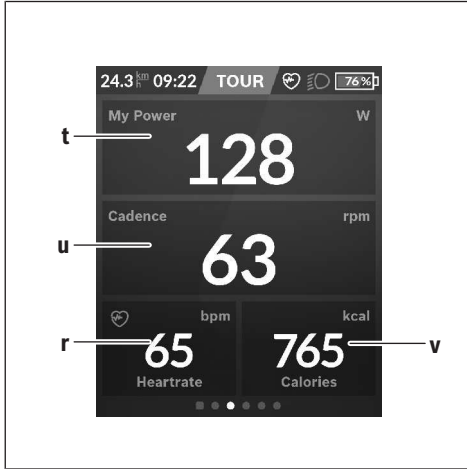 24.3 km/h 09:22 TOUR 76 %
My Power W
t
128
Cadence rpm
u
63
bpm kcal
r 65 765 v
Heartrate Calories